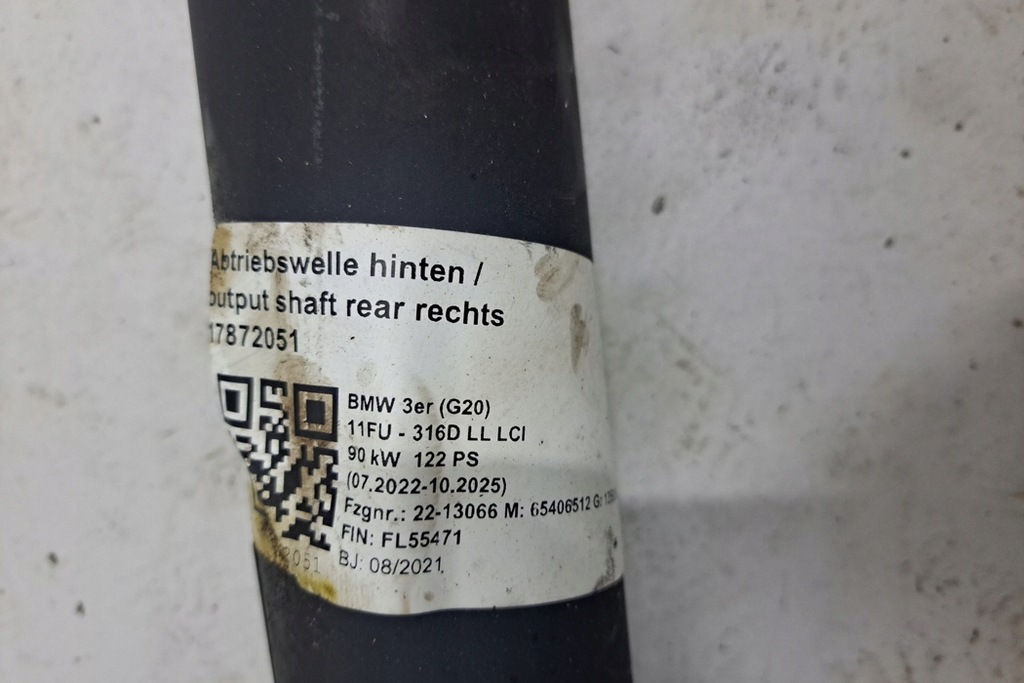 Abtriebswelle hinten /
output shaft rear rechts
17872051
BMW 3er (G20)
11FU - 316D LL LCI
90 kW 122 PS
(07.2022-10.2025)
Fzgnr.: 22-13066 M: 65406512 G:
FIN: FL55471
BJ: 08/2021